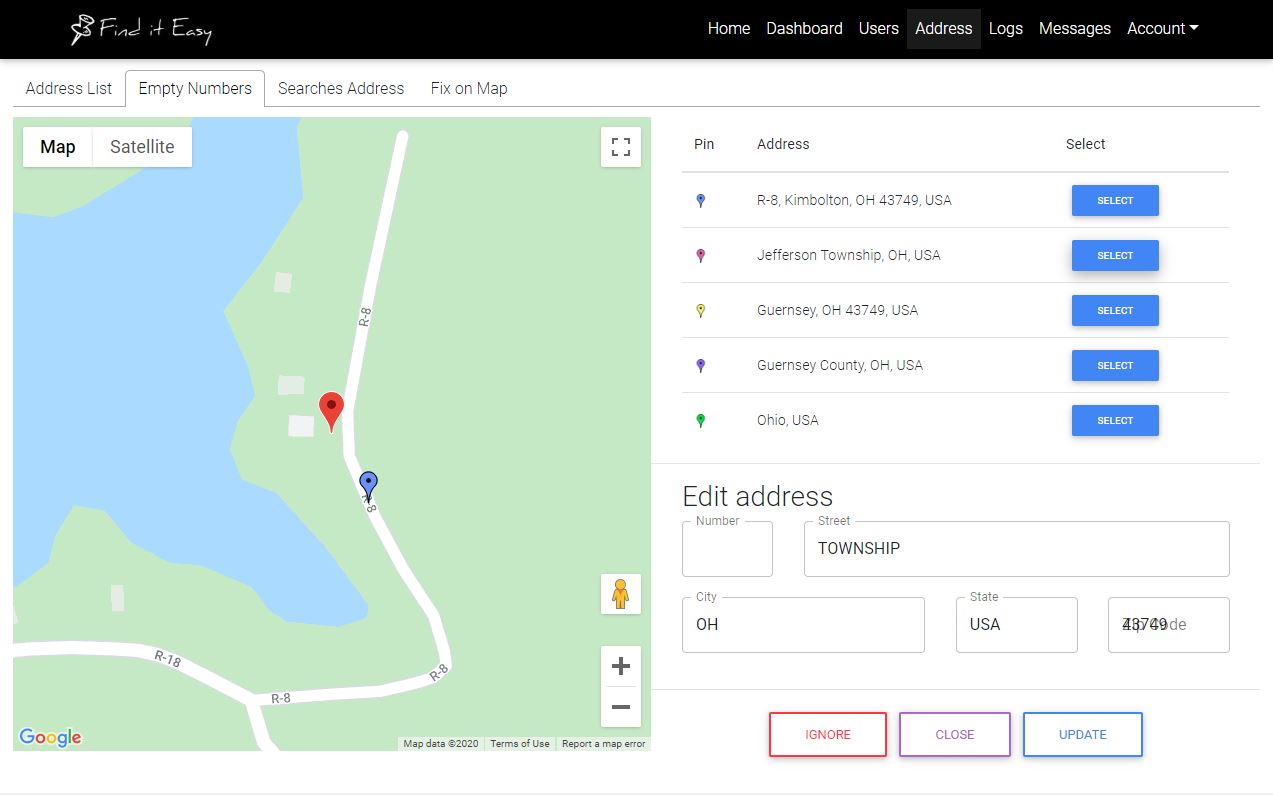 Find it Easy
Home Dashboard Users Address Logs Messages Account
Address List Empty Numbers Searches Address Fix on Map
Map Satellite
R-8
R-8
R-18
R-8
R-8
Google
Map data ©2020 Terms of Use Report a map error
Pin Address Select
R-8, Kimbolton, OH 43749, USA SELECT
Jefferson Township, OH, USA SELECT
Guernsey, OH 43749, USA SELECT
Guernsey County, OH, USA SELECT
Ohio, USA SELECT
Edit address
Number Street
TOWNSHIP
City State
OH USA 43749 Zip Code
IGNORE CLOSE UPDATE